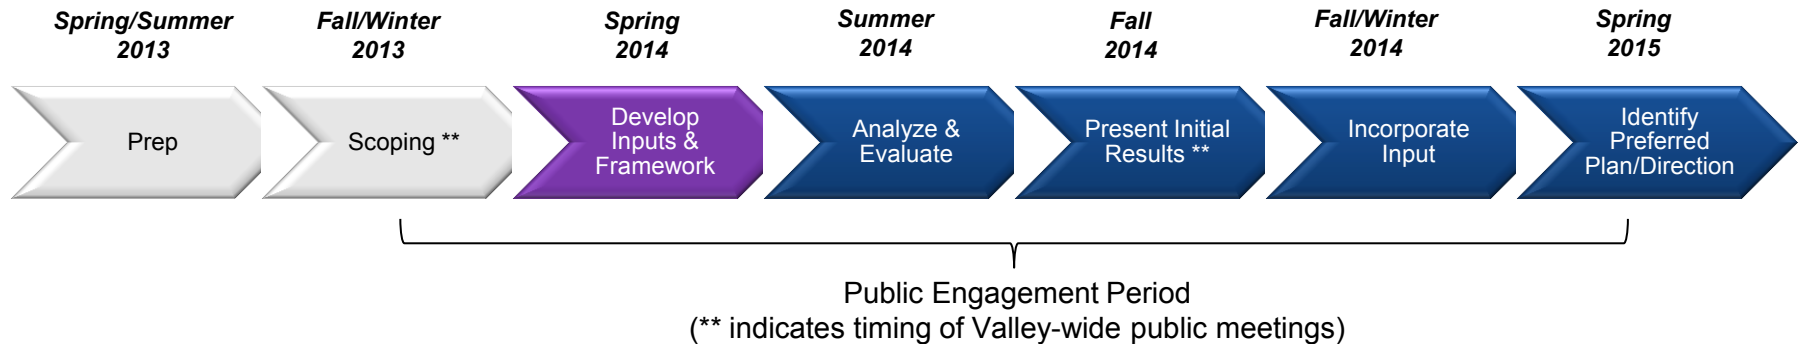 Spring/Summer
2013
Fall/Winter
2013
Spring
2014
Summer
2014
Fall
2014
Fall/Winter
2014
Spring
2015
Prep
Scoping **
Develop
Inputs &
Framework
Analyze &
Evaluate
Present Initial
Results **
Incorporate
Input
Identify
Preferred
Plan/Direction
Public Engagement Period
(** indicates timing of Valley-wide public meetings)